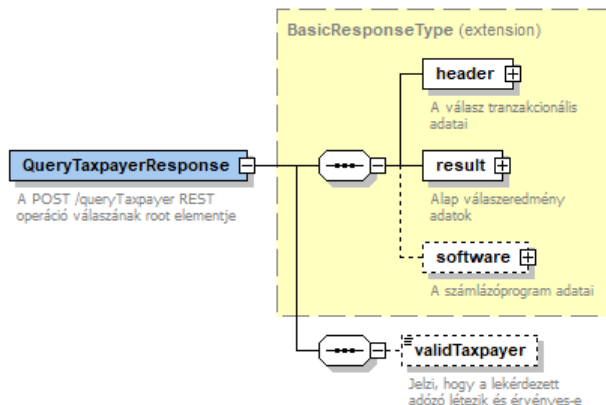 BasicResponseType (extension)
header
A válasz tranzakcionális
adatai
QueryTaxpayerResponse
A POST /queryTaxpayer REST
operáció válaszának root elementje
result
Alap válaszeredmény
adatok
software
A számlázóprogram adatai
validTaxpayer
Jelzi, hogy a lekérdezett
adózó létezik és érvényes-e